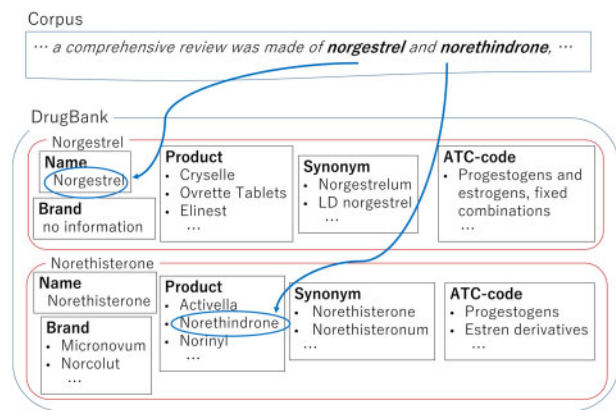 Corpus
… a comprehensive review was made of norgestrel and norethindrone, …
DrugBank
Norgestrel
Name
Norgestrel
Brand
no information
Product
• Cryselle
• Ovrette Tablets
• Elinest
…
Synonym
• Norgestrelum
• LD norgestrel
…
ATC-code
• Progestogens and
estrogens, fixed
combinations
…
Norethisterone
Name
Norethisterone
Brand
• Micronovum
• Norcolut
…
Product
• Activella
• Norethindrone
• Norinyl
…
Synonym
• Norethisterone
• Norethisteronum
…
ATC-code
• Progestogens
• Estren derivatives
…